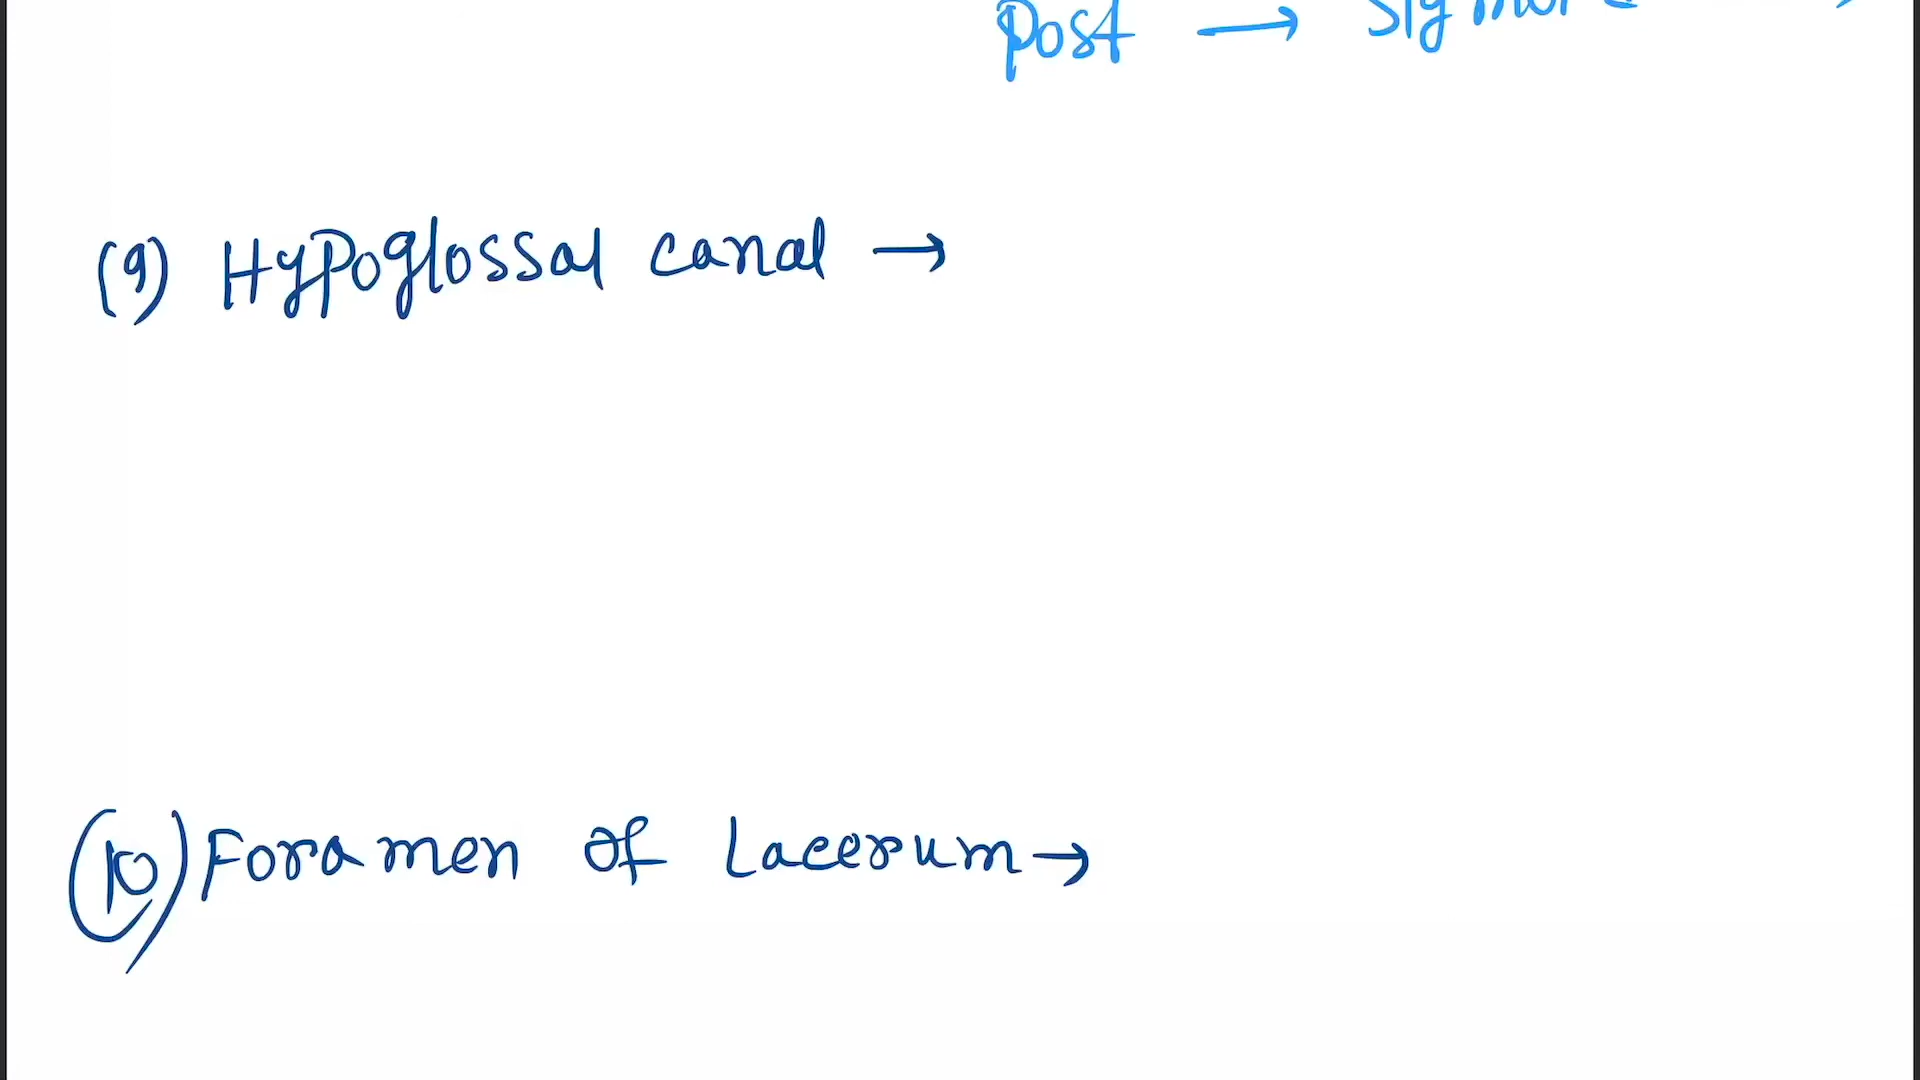 Post →
(9) Hypoglossal canal →
(10) Foramen of Lacerum →